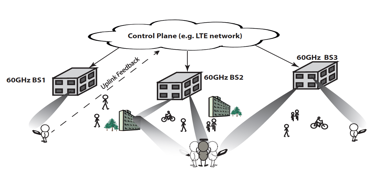 Control Plane (e.g. LTE network)
60GHz BS1
Uplink Feedback
60GHz BS2
60GHz BS3